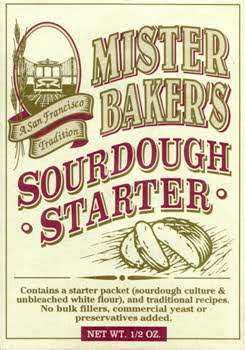 MISTER
BAKER'S
A San Francisco
Tradition
SOURDOUGH
· STARTER ·
Contains a starter packet (sourdough culture &
unbleached white flour), and traditional recipes.
No bulk fillers, commercial yeast or
preservatives added.
NET WT. 1/2 OZ.